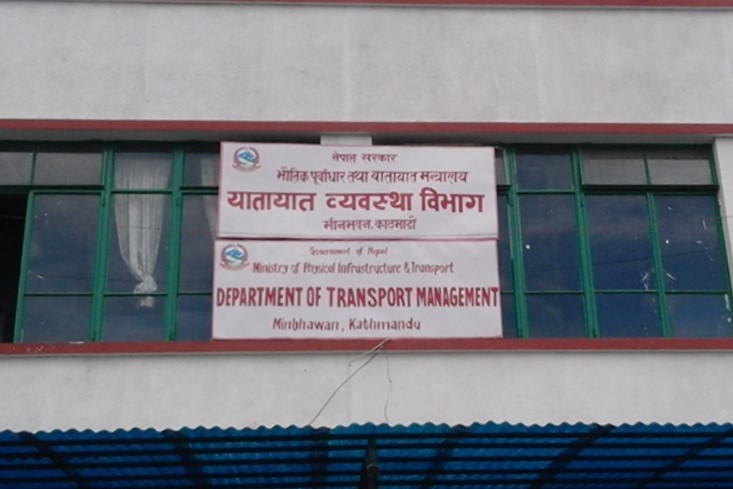 नेपाल सरकार
भौतिक पूर्वाधार तथा यातायात मन्त्रालय
यातायात व्यवस्था विभाग
मीनभवन, काठमाडौं
Government of Nepal
Ministry of Physical Infrastructure & Transport
DEPARTMENT OF TRANSPORT MANAGEMENT
Minbhawan, Kathmandu